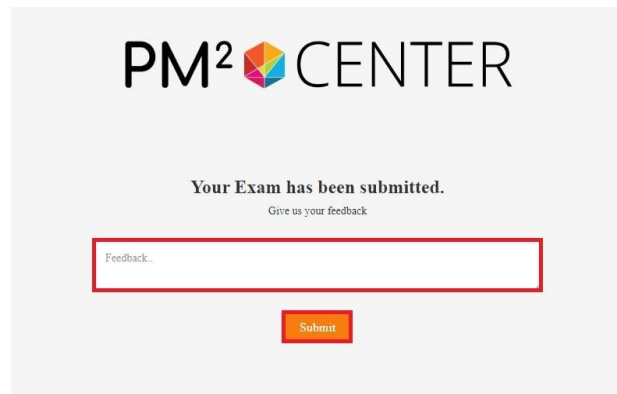 PM² CENTER
Your Exam has been submitted.
Give us your feedback
Feedback..
Submit